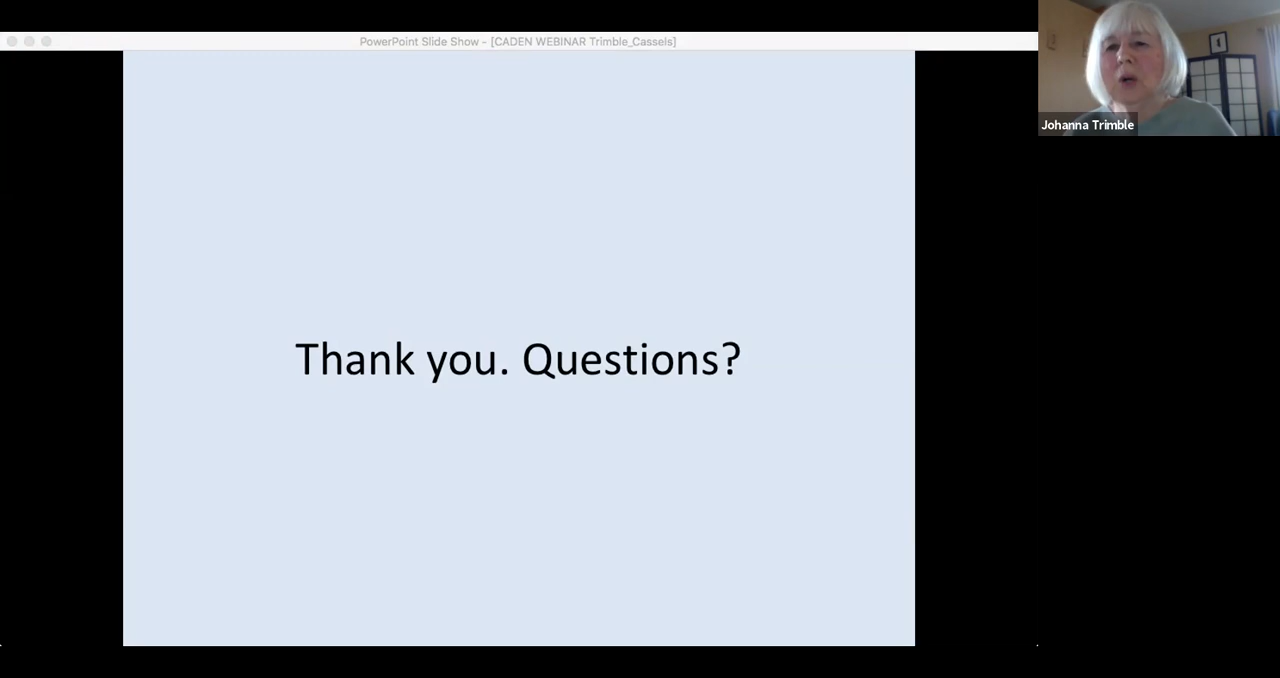 PowerPoint Slide Show - [CADEN WEBINAR Trimble_Cassels]
Johanna Trimble
Thank you. Questions?